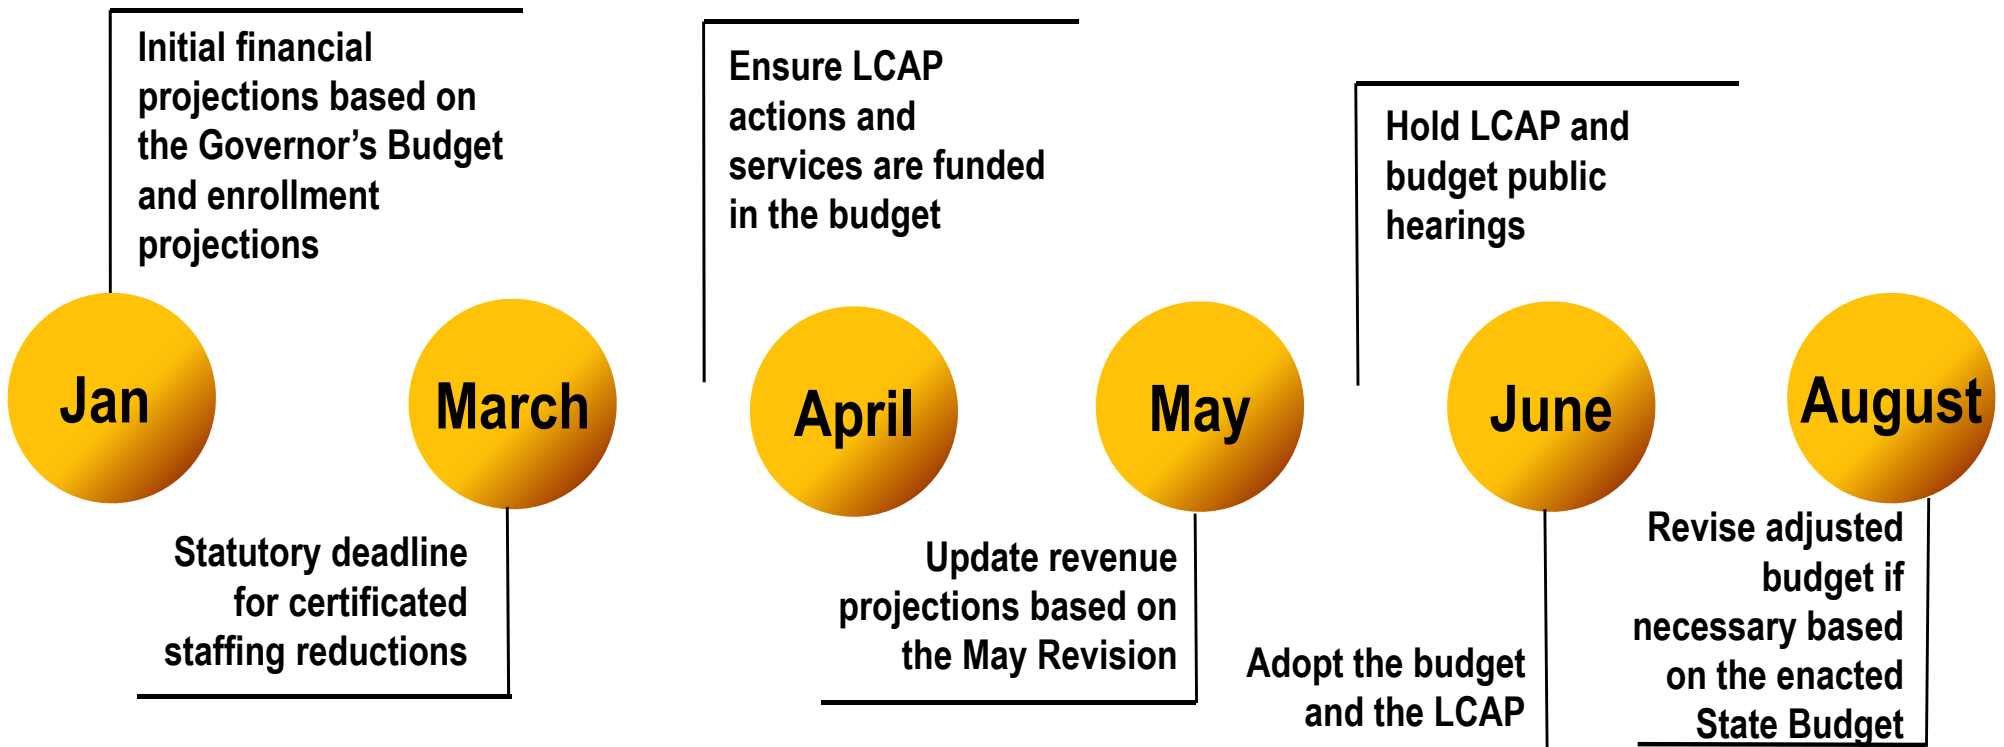 Initial financial
projections based on
the Governor’s Budget
and enrollment
projections
Ensure LCAP
actions and
services are funded
in the budget
Hold LCAP and
budget public
hearings
Jan
March
April
May
June
August
Statutory deadline
for certificated
staffing reductions
Update revenue
projections based on
the May Revision
Adopt the budget
and the LCAP
Revise adjusted
budget if
necessary based
on the enacted
State Budget